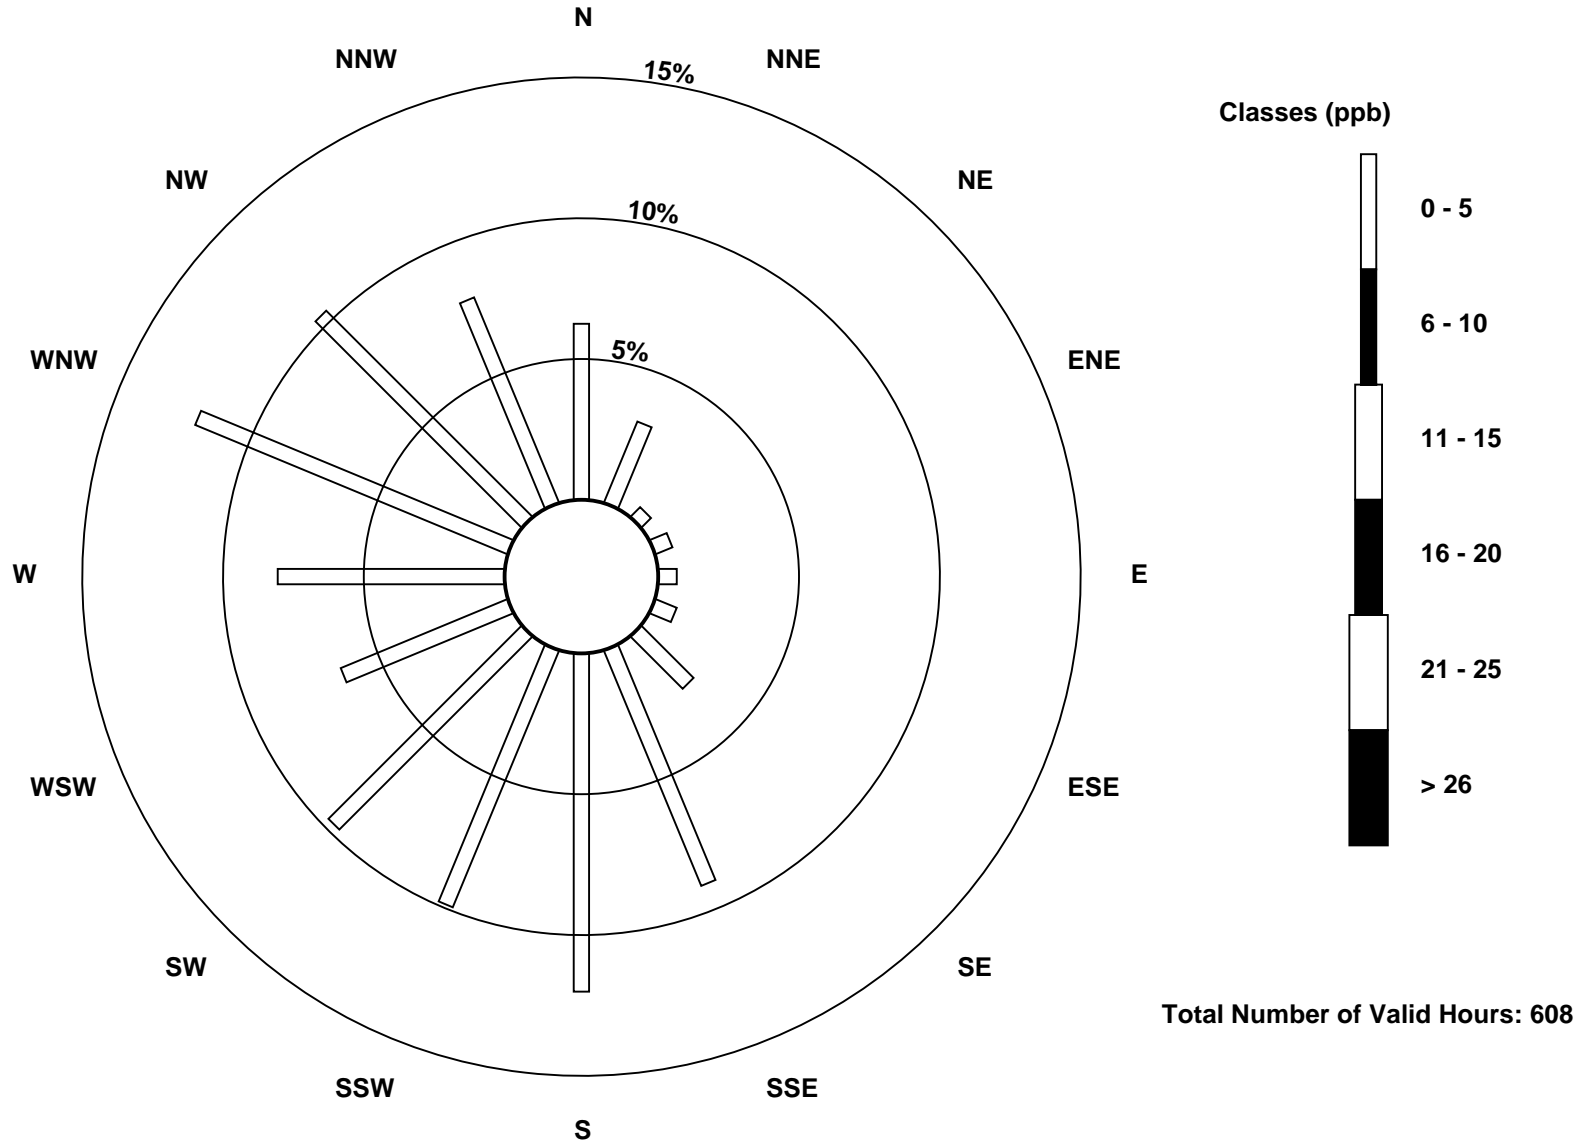 N
NNW
NNE
15%
Classes (ppb)
NW
NE
0 - 5
10%
6 - 10
5%
WNW
ENE
11 - 15
16 - 20
W
E
21 - 25
WSW
ESE
> 26
SW
SE
Total Number of Valid Hours: 608
SSW
SSE
S